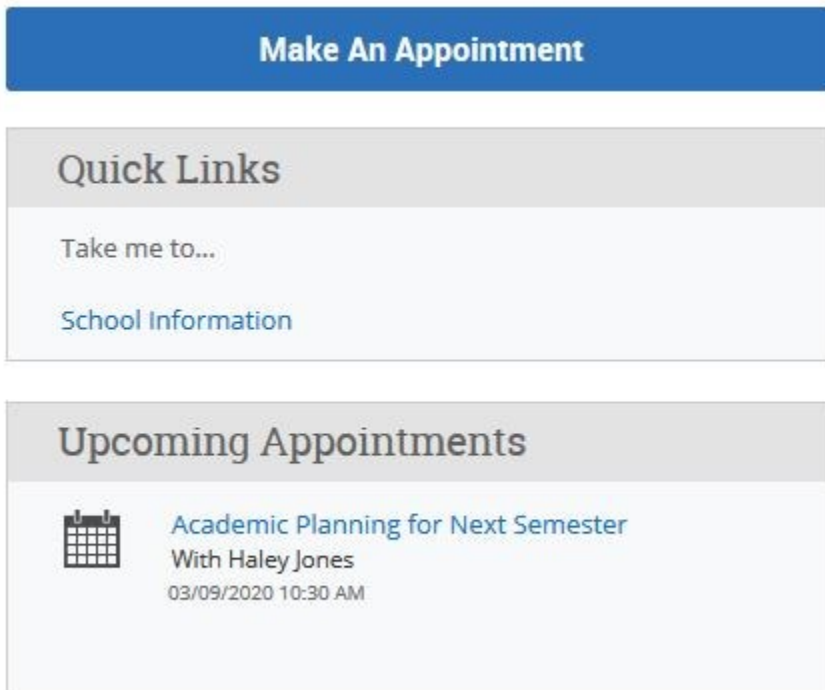 Make An Appointment
Quick Links
Take me to...
School Information
Upcoming Appointments
Academic Planning for Next Semester
With Haley Jones
03/09/2020 10:30 AM